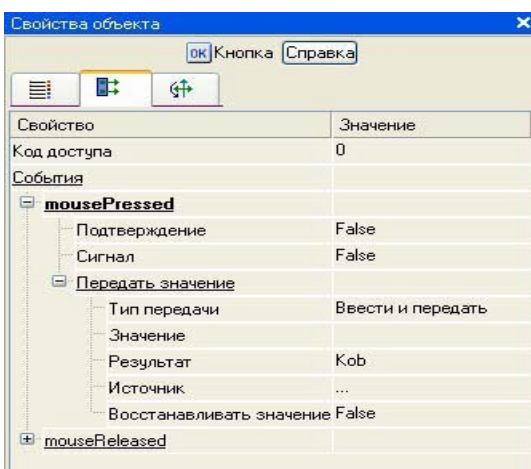 Свойства объекта
ок Кнопка Справка
Свойство Значение
Код доступа 0
События
mousePressed
Подтверждение False
Сигнал False
Передать значение
Тип передачи Ввести и передать
Значение
Результат Kob
Источник ...
Восстанавливать значение False
mouseReleased